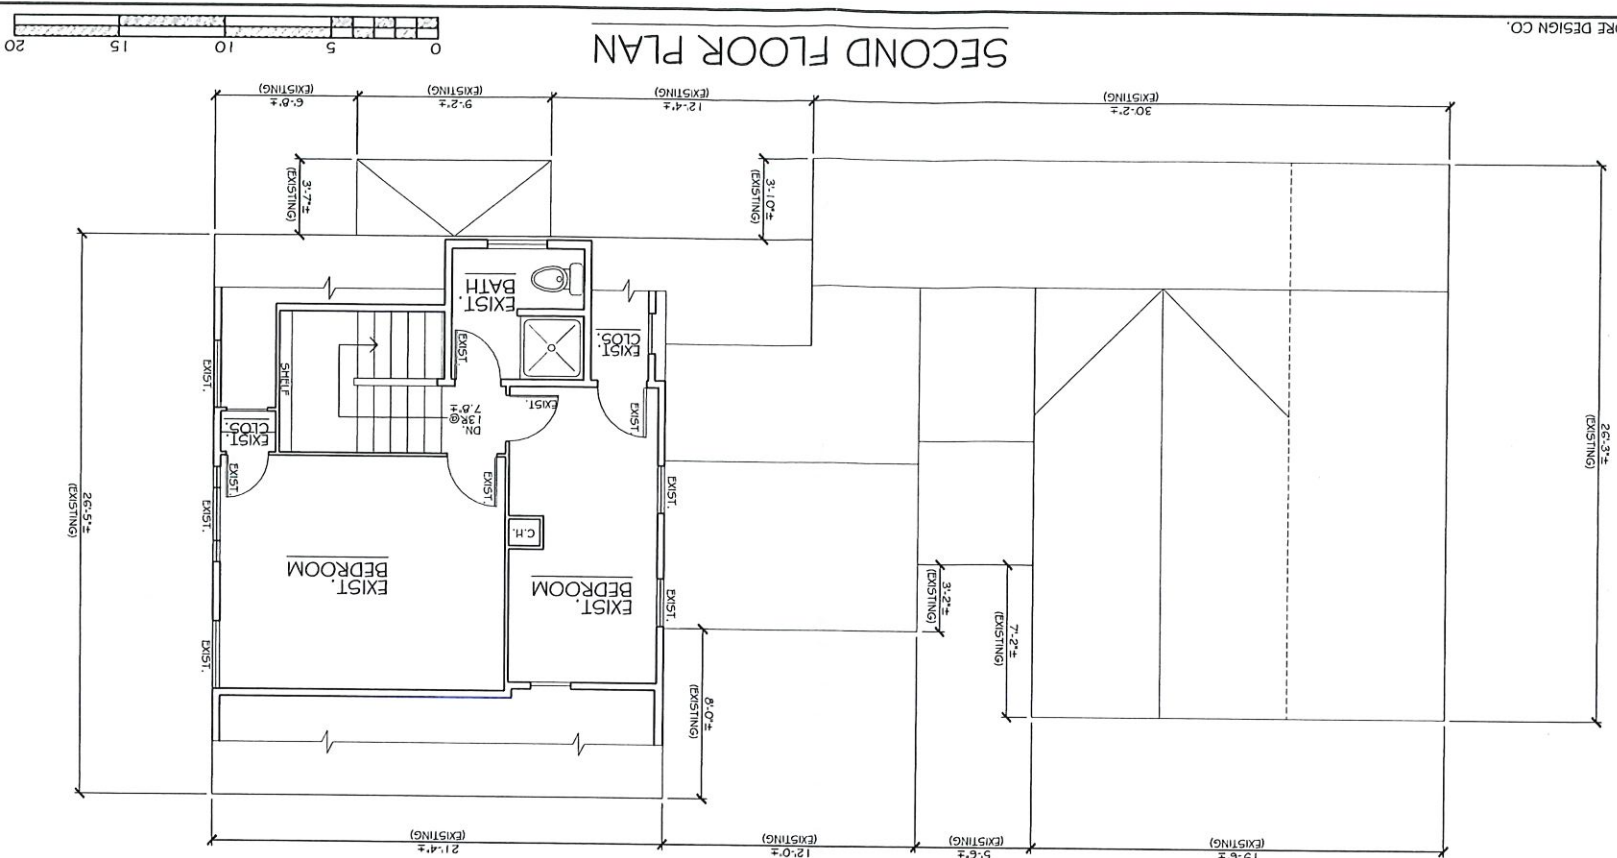 19'-6"±
(EXISTING)
5'-6"±
(EXISTING)
12'-0"±
(EXISTING)
21'-4"±
(EXISTING)
8'-0"±
(EXISTING)
7'-2"±
(EXISTING)
3'-2"±
(EXISTING)
26'-3"±
(EXISTING)
26'-5"±
(EXISTING)
EXIST.
EXIST.
BEDROOM
EXIST.
BEDROOM
EXIST.
C.H.
EXIST.
EXIST.
EXIST.
EXIST.
EXIST.
EXIST.
EXIST.
DN.
13R@
7.8"±
EXIST.
CLOS.
EXIST.
CLOS.
EXIST.
SHELF
EXIST.
EXIST.
BATH
3'-10"±
(EXISTING)
3'-7"±
(EXISTING)
30'-2"±
(EXISTING)
12'-4"±
(EXISTING)
9'-2"±
(EXISTING)
6'-8"±
(EXISTING)
SECOND FLOOR PLAN
0 5 10 15 20
DESIGN CO.